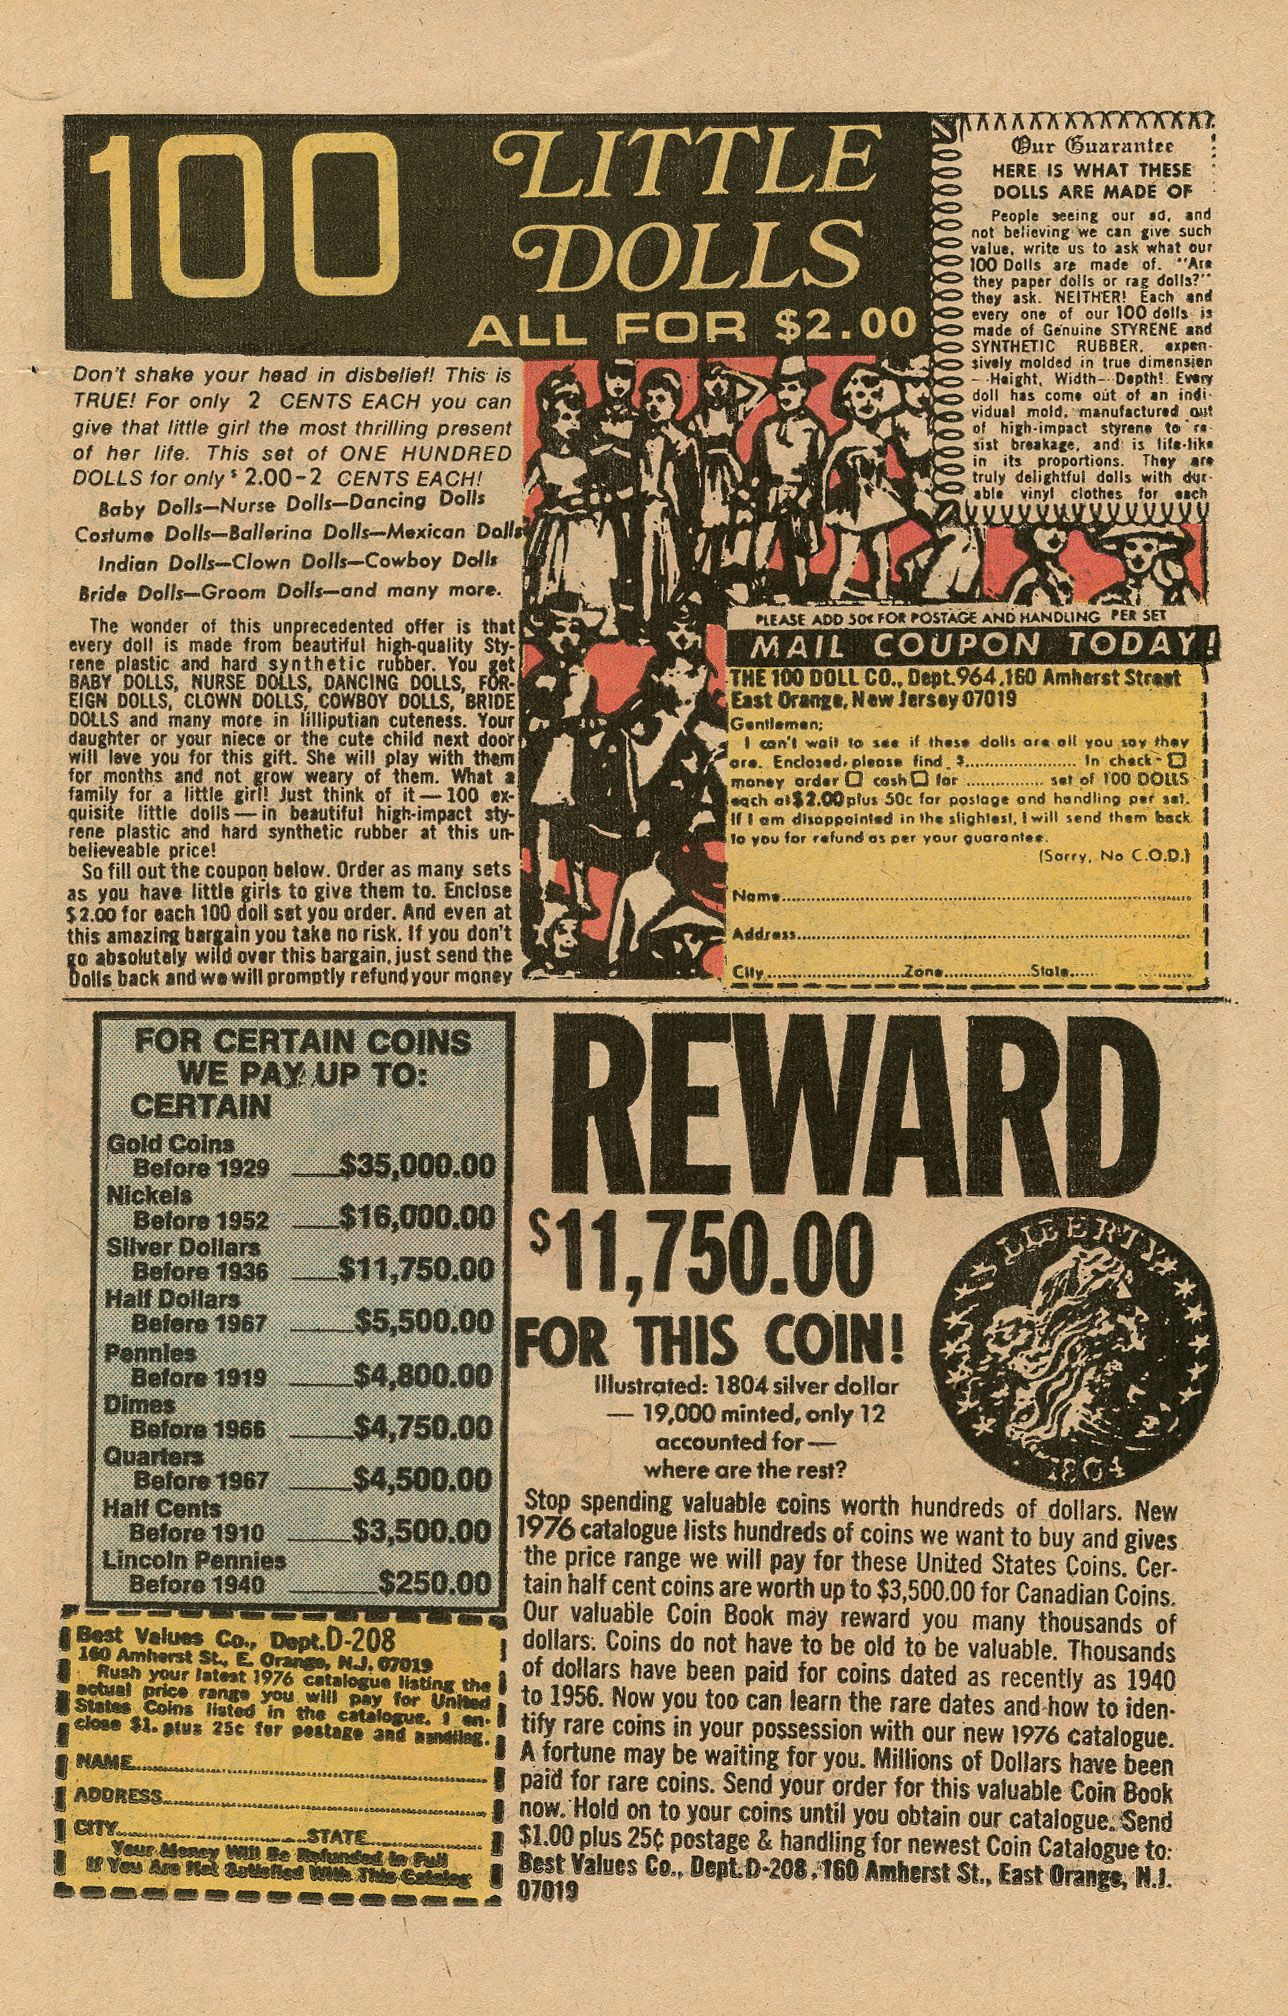 100
LITTLE
DOLLS
ALL FOR $2.00
Don't shake your head in disbelief! This is
TRUE! For only 2 CENTS EACH you can
give that little girl the most thrilling present
of her life. This set of ONE HUNDRED
DOLLS for only $2.00-2 CENTS EACH!
Baby Dolls—Nurse Dolls—Dancing Dolls
Costume Dolls—Ballerina Dolls—Mexican Dolls
Indian Dolls—Clown Dolls—Cowboy Dolls
Bride Dolls—Groom Dolls—and many more.
The wonder of this unprecedented offer is that
every doll is made from beautiful high-quality Sty-
rene plastic and hard synthetic rubber. You get
BABY DOLLS, NURSE DOLLS, DANCING DOLLS, FOR-
EIGN DOLLS, CLOWN DOLLS, COWBOY DOLLS, BRIDE
DOLLS and many more in lilliputian cuteness. Your
daughter or your niece or the cute child next door
will love you for this gift. She will play with them
for months and not grow weary of them. What a
family for a little girl! Just think of it — 100 ex-
quisite little dolls — in beautiful high-impact sty-
rene plastic and hard synthetic rubber at this un-
believeable price!
So fill out the coupon below. Order as many sets
as you have little girls to give them to. Enclose
$2.00 for each 100 doll set you order. And even at
this amazing bargain you take no risk. If you don't
go absolutely wild over this bargain, just send the
Dolls back and we will promptly refund your money
Our Guarantee
HERE IS WHAT THESE
DOLLS ARE MADE OF
People seeing our ad, and
not believing we can give such
value, write us to ask what our
100 Dolls are made of. "Are
they paper dolls or rag dolls?"
they ask. NEITHER! Each and
every one of our 100 dolls is
made of Genuine STYRENE and
SYNTHETIC RUBBER, expen-
sively molded in true dimension
—Height, Width—Depth! Every
doll has come out of an indi-
vidual mold, manufactured out
of high-impact styrene to re-
sist breakage, and is life-like
in its proportions. They are
truly delightful dolls with dur-
able vinyl clothes for each
PLEASE ADD 50¢ FOR POSTAGE AND HANDLING PER SET
MAIL COUPON TODAY!
THE 100 DOLL CO., Dept. 964, 160 Amherst Street
East Orange, New Jersey 07019
Gentlemen;
I can't wait to see if these dolls are all you say they
are. Enclosed please find $.................... In check □
money order □ cash □ for .............. set of 100 DOLLS
each at $2.00 plus 50c for postage and handling per set.
If I am disappointed in the slightest, I will send them back
to you for refund as per your guarantee.
(Sorry, No C.O.D.)
Name..............................
Address..............................
City....................Zone............State............
FOR CERTAIN COINS
WE PAY UP TO:
CERTAIN
Gold Coins
Before 1929 ____$35,000.00
Nickels
Before 1952 ____$16,000.00
Silver Dollars
Before 1936 ____$11,750.00
Half Dollars
Before 1967 ____$5,500.00
Pennies
Before 1919 ____$4,800.00
Dimes
Before 1966 ____$4,750.00
Quarters
Before 1967 ____$4,500.00
Half Cents
Before 1910 ____$3,500.00
Lincoln Pennies
Before 1940 ____$250.00
Best Values Co., Dept. D-208
160 Amherst St., E. Orange, N.J. 07019
Rush your latest 1976 catalogue listing the
actual price range you will pay for United
States Coins listed in the catalogue. I en-
close $1. plus 25c for postage and handling.
NAME..............................
ADDRESS..............................
CITY....................STATE....................
Your Money Will Be Refunded In Full
If You Are Not Satisfied With This Catalog
REWARD
$11,750.00
FOR THIS COIN!
LIBERTY
1804
Illustrated: 1804 silver dollar
— 19,000 minted, only 12
accounted for —
where are the rest?
Stop spending valuable coins worth hundreds of dollars. New
1976 catalogue lists hundreds of coins we want to buy and gives
the price range we will pay for these United States Coins. Cer-
tain half cent coins are worth up to $3,500.00 for Canadian Coins.
Our valuable Coin Book may reward you many thousands of
dollars. Coins do not have to be old to be valuable. Thousands
of dollars have been paid for coins dated as recently as 1940
to 1956. Now you too can learn the rare dates and how to iden-
tify rare coins in your possession with our new 1976 catalogue.
A fortune may be waiting for you. Millions of Dollars have been
paid for rare coins. Send your order for this valuable Coin Book
now. Hold on to your coins until you obtain our catalogue. Send
$1.00 plus 25¢ postage & handling for newest Coin Catalogue to:
Best Values Co., Dept. D-208, 160 Amherst St., East Orange, N.J.
07019